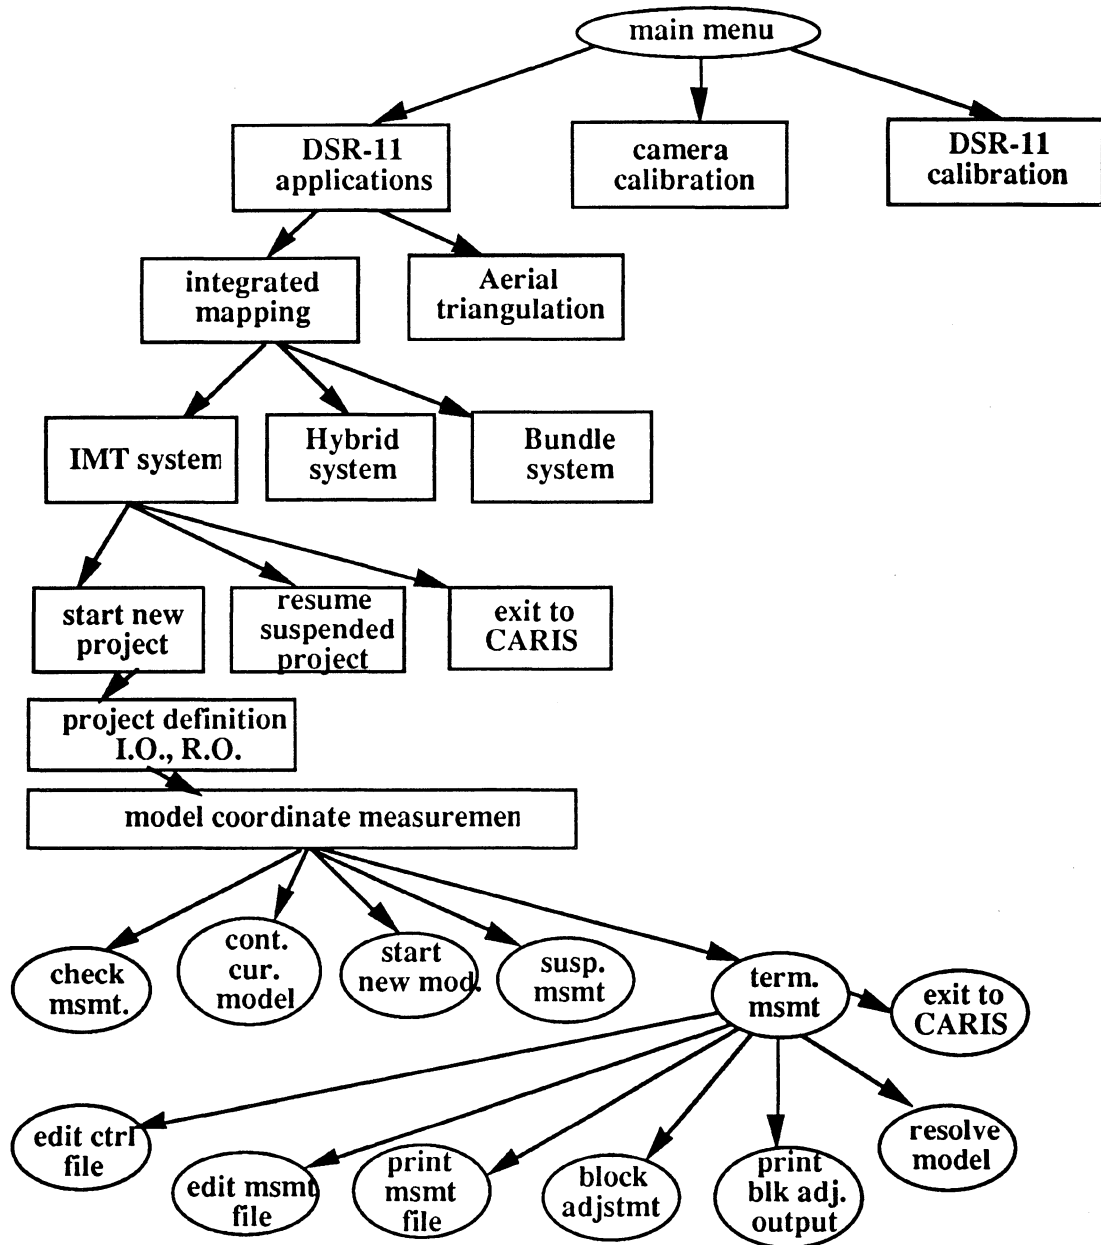 main menu
DSR-11
applications
camera
calibration
DSR-11
calibration
integrated
mapping
Aerial
triangulation
IMT system
Hybrid
system
Bundle
system
start new
project
resume
suspended
project
exit to
CARIS
project definition
I.O., R.O.
model coordinate measuremen
check
msmt.
cont.
cur.
model
start
new mod.
susp.
msmt
term.
msmt
exit to
CARIS
edit ctrl
file
edit msmt
file
print
msmt
file
block
adjstmt
print
blk adj.
output
resolve
model